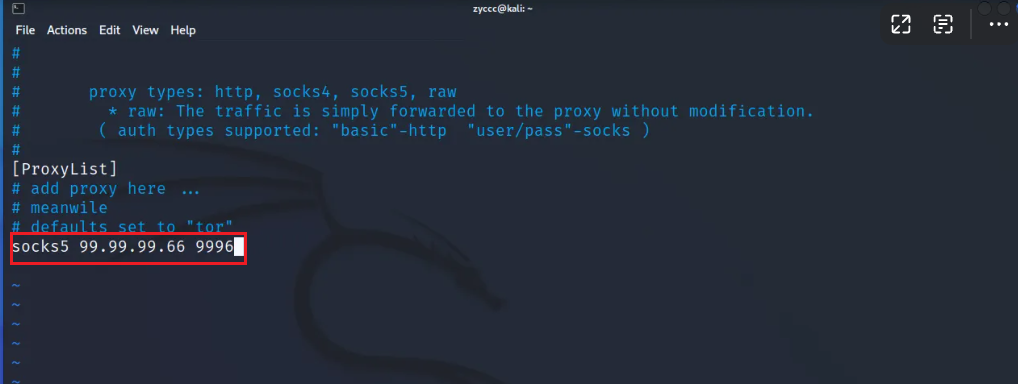 zyccc@kali: ~
File Actions Edit View Help
#
#
# proxy types: http, socks4, socks5, raw
# * raw: The traffic is simply forwarded to the proxy without modification.
# ( auth types supported: "basic"-http "user/pass"-socks )
#
[ProxyList]
# add proxy here ...
# meanwile
# defaults set to "tor"
socks5 99.99.99.66 9996
~
~
~
~
~
~